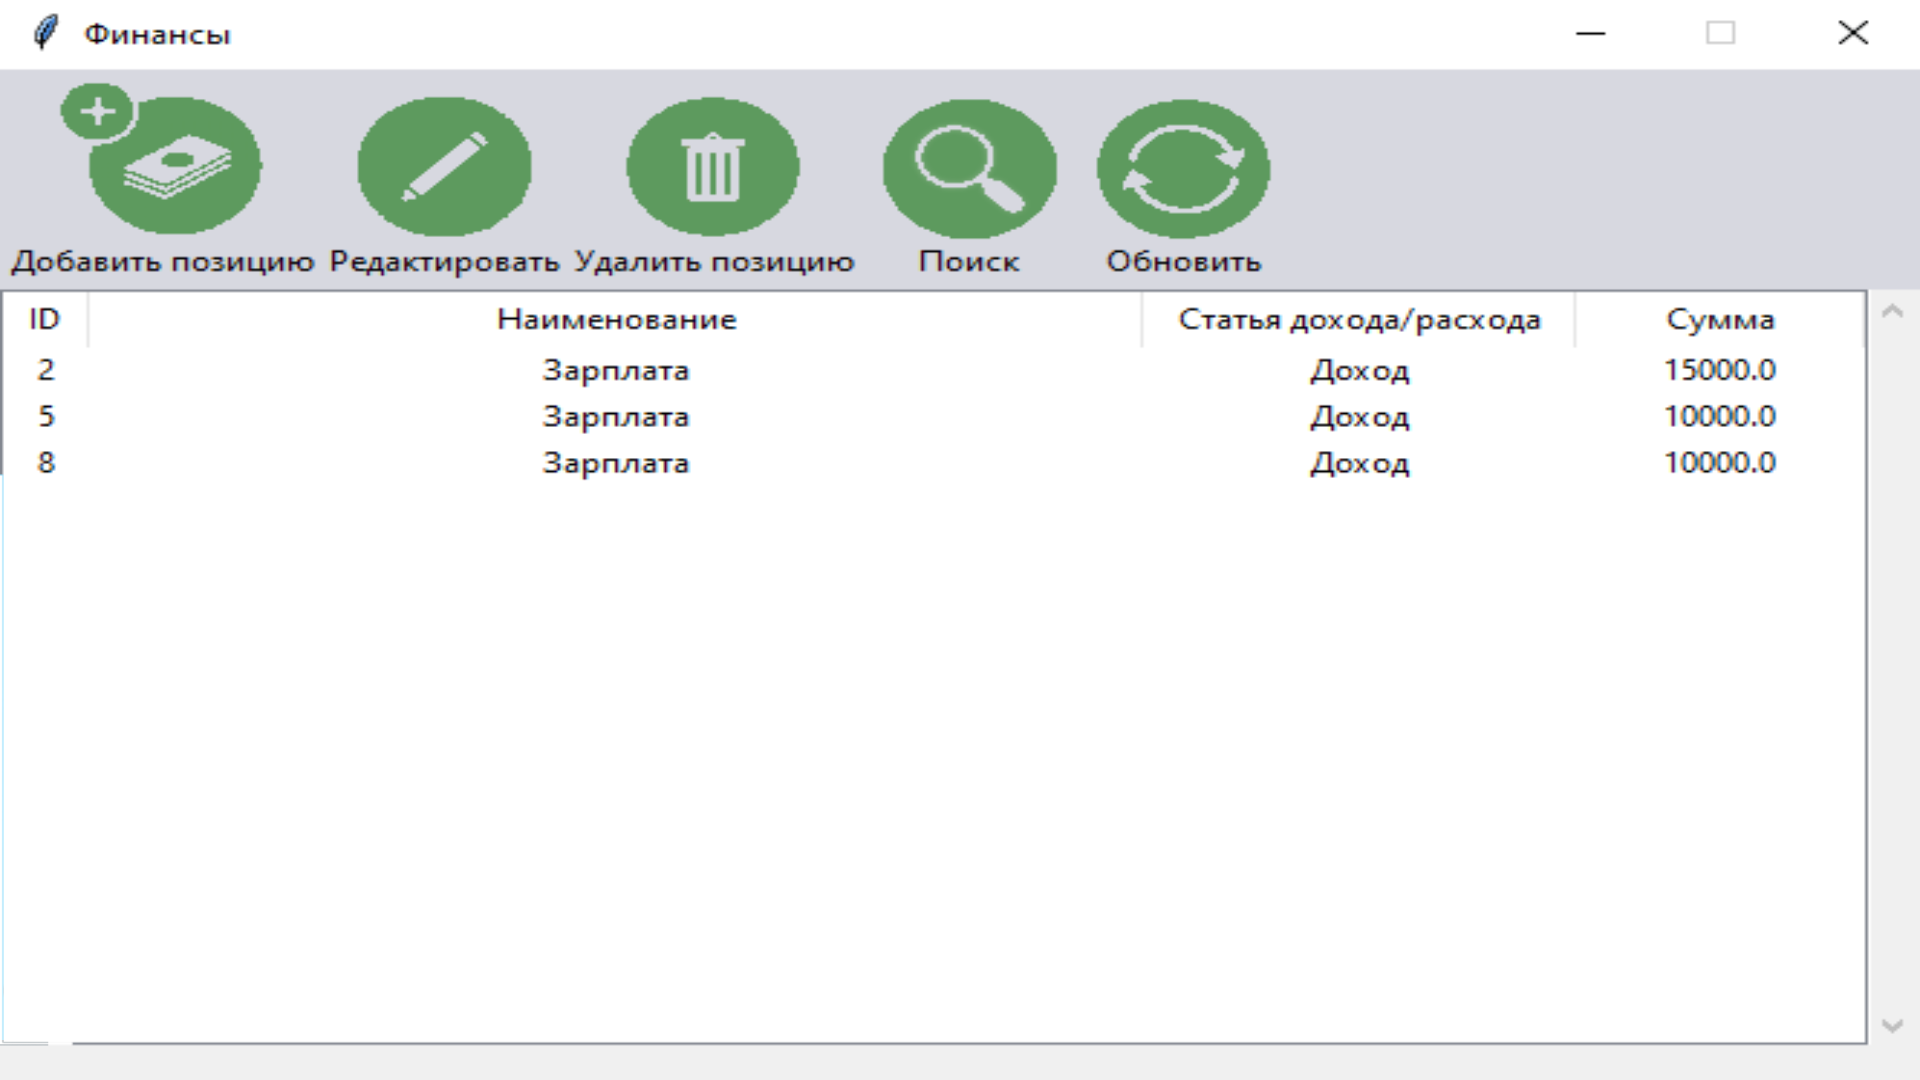 Финансы
Добавить позицию Редактировать Удалить позицию Поиск Обновить
ID Наименование Статья дохода/расхода Сумма
2 Зарплата Доход 15000.0
5 Зарплата Доход 10000.0
8 Зарплата Доход 10000.0